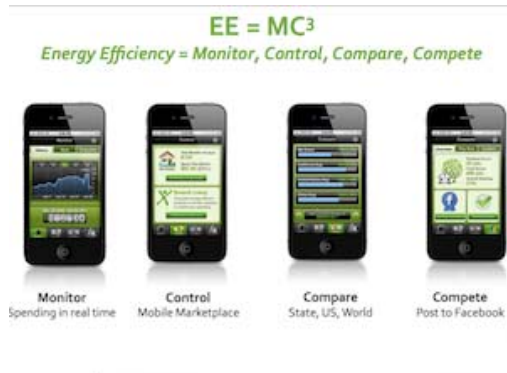 EE = MC³
Energy Efficiency = Monitor, Control, Compare, Compete
Monitor
Spending in real time
Control
Mobile Marketplace
Compare
State, US, World
Compete
Post to Facebook